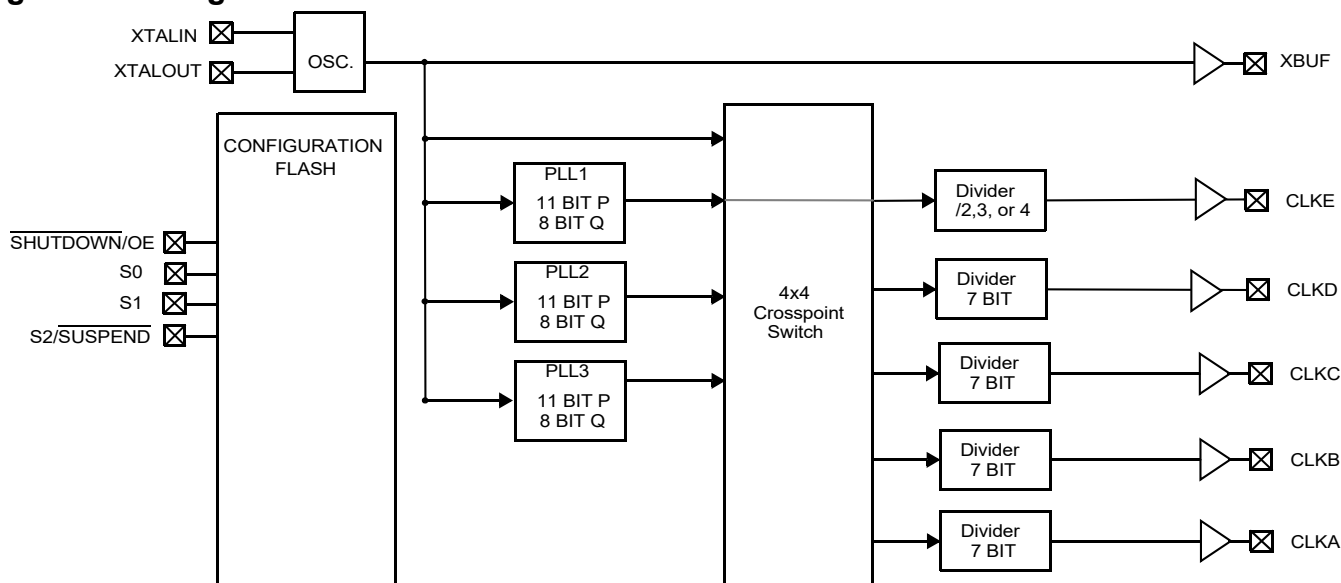 XTALIN
XTALOUT
OSC.
XBUF
CONFIGURATION
FLASH
SHUTDOWN/OE
S0
S1
S2/SUSPEND
PLL1
11 BIT P
8 BIT Q
PLL2
11 BIT P
8 BIT Q
PLL3
11 BIT P
8 BIT Q
4x4
Crosspoint
Switch
Divider
/2,3, or 4
CLKE
Divider
7 BIT
CLKD
Divider
7 BIT
CLKC
Divider
7 BIT
CLKB
Divider
7 BIT
CLKA